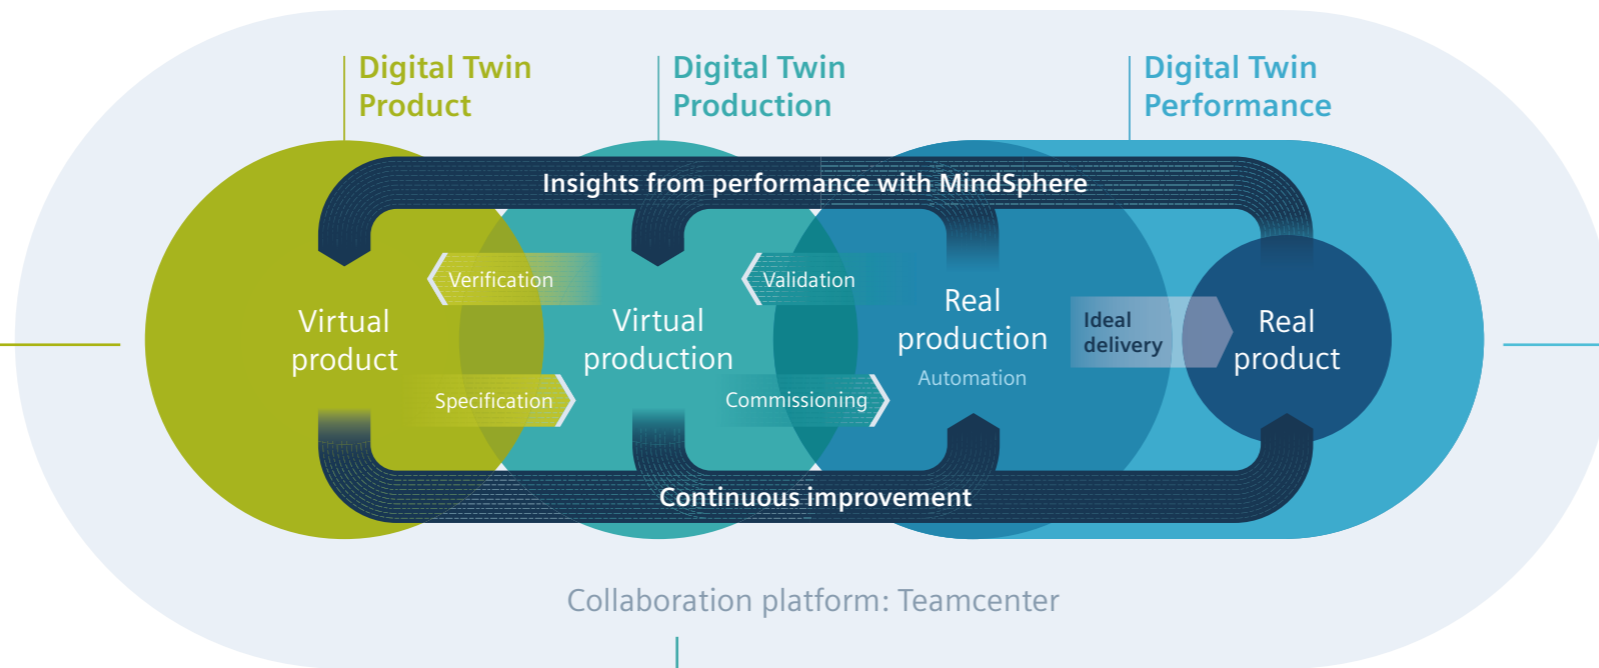 Digital Twin
Product
Digital Twin
Production
Digital Twin
Performance
Insights from performance with MindSphere
Verification
Validation
Virtual
product
Virtual
production
Real
production
Automation
Ideal
delivery
Real
product
Specification
Commissioning
Continuous improvement
Collaboration platform: Teamcenter